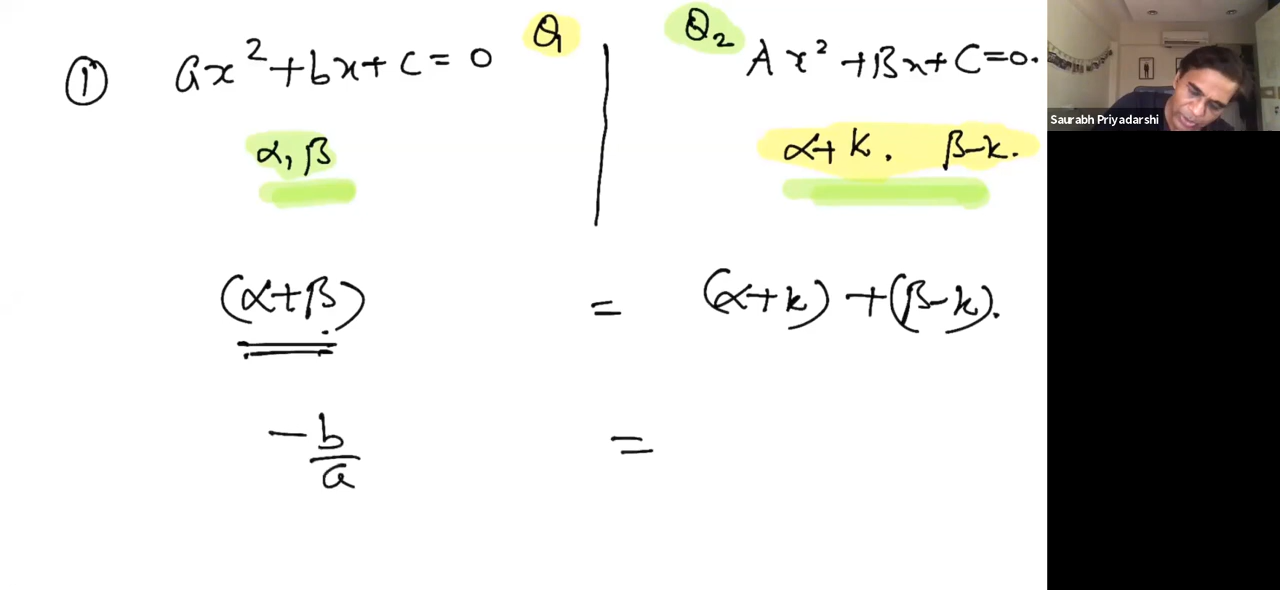 ① ax² + bx + c = 0 Q₁ Q₂ Ax² + Bx + C = 0.
α, β α + k, β - k.
(α + β) = (α + k) + (β - k).
- b/a =
Saurabh Priyadarshi